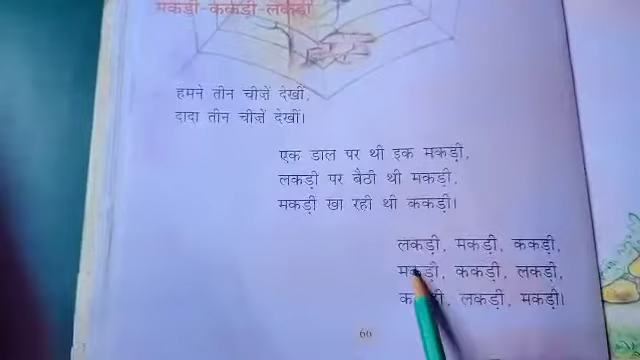 मकड़ी-ककड़ी-लकड़ी
हमने तीन चीज़ें देखीं,
दादा तीन चीज़ें देखीं।
एक डाल पर थी इक मकड़ी,
लकड़ी पर बैठी थी मकड़ी,
मकड़ी खा रही थी ककड़ी।
लकड़ी, मकड़ी, ककड़ी,
मकड़ी, ककड़ी, लकड़ी,
ककड़ी, लकड़ी, मकड़ी।
66